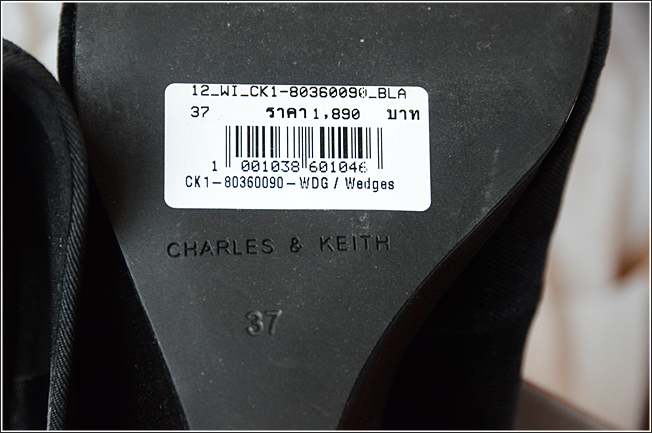 12_WI_CK1-80360090_BLA
37 ราคา 1,890 บาท
1 001038 601046
CK1-80360090-WDG / Wedges
CHARLES & KEITH
37